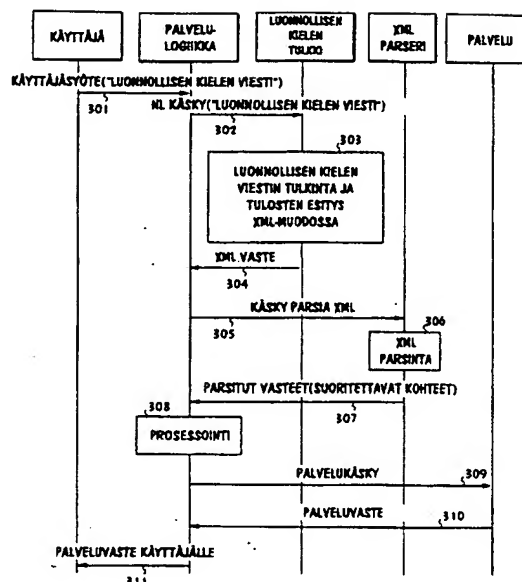 KÄYTTÄJÄ
PALVELU-
LOGIIKKA
LUONNOLLISEN
KIELEN
TULKKI
XML
PARSERI
PALVELU
KÄYTTÄJÄSYÖTE("LUONNOLLISEN KIELEN VIESTI")
301
NL KÄSKY("LUONNOLLISEN KIELEN VIESTI")
302
303
LUONNOLLISEN KIELEN
VIESTIN TULKINTA JA
TULOSTEN ESITYS
XML-MUODOSSA
XML VASTE
304
KÄSKY PARSIA XML
305
306
XML
PARSINTA
PARSITUT VASTEET(SUORITETTAVAT KOHTEET)
307
308
PROSESSOINTI
PALVELUKÄSKY
309
PALVELUVASTE
310
PALVELUVASTE KÄYTTÄJÄLLE
311